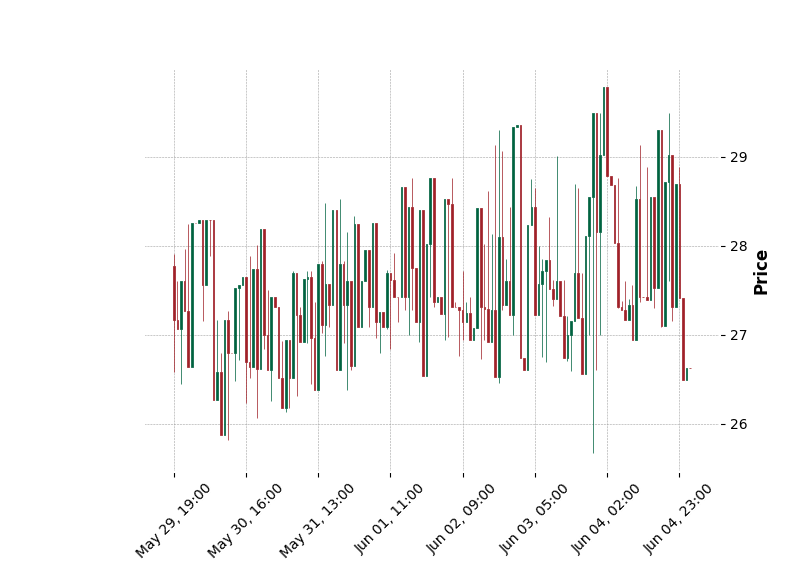 29
28
27
26
Price
May 29, 19:00
May 30, 16:00
May 31, 13:00
Jun 01, 11:00
Jun 02, 09:00
Jun 03, 05:00
Jun 04, 02:00
Jun 04, 23:00